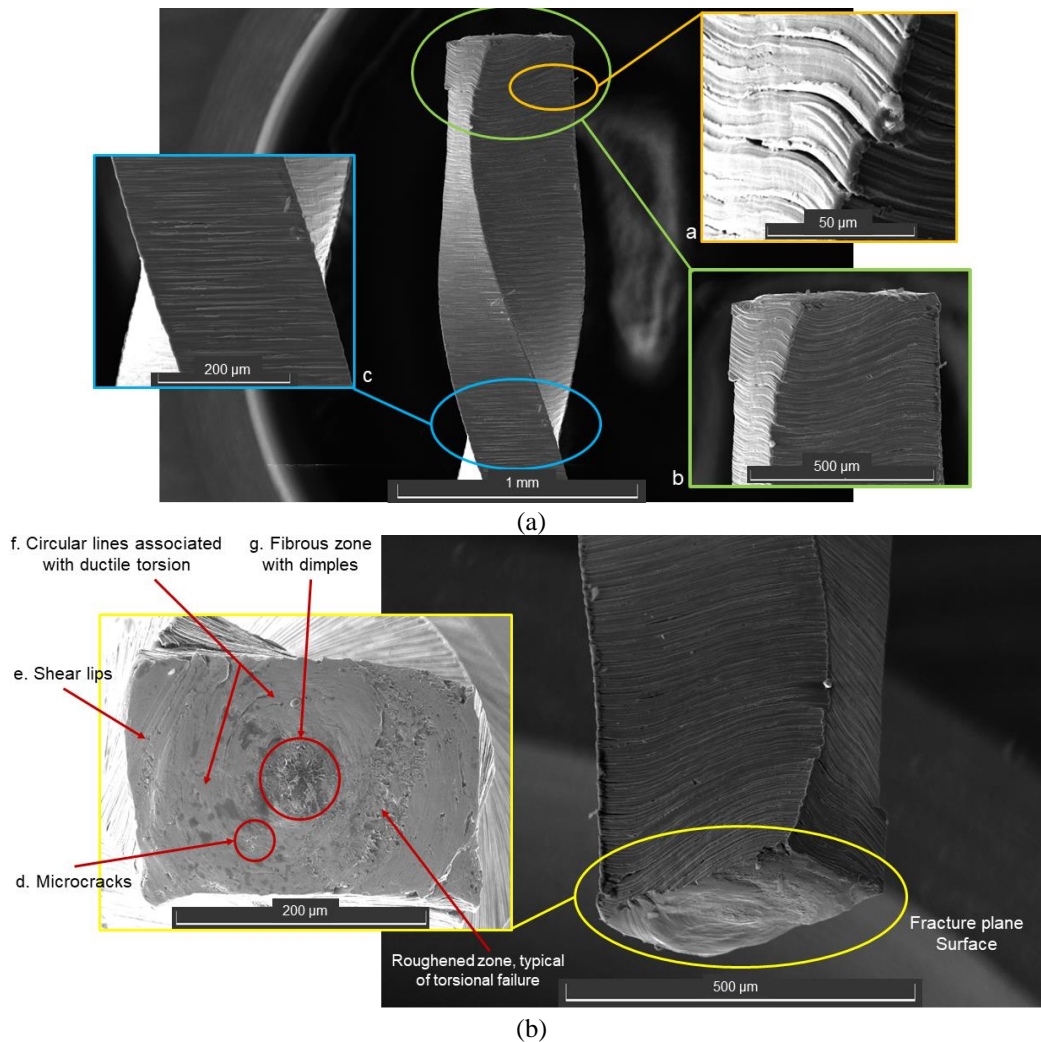 50 µm
a
200 µm
c
500 µm
b
1 mm
(a)
f. Circular lines associated
with ductile torsion
g. Fibrous zone
with dimples
e. Shear lips
d. Microcracks
200 µm
Roughened zone, typical
of torsional failure
Fracture plane
Surface
500 µm
(b)